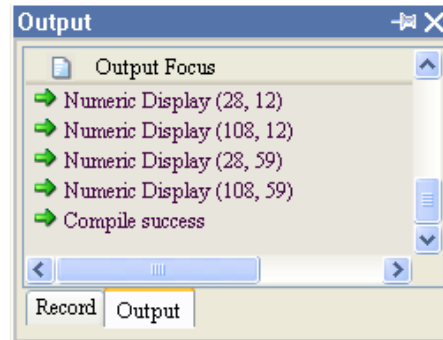 Output
Output Focus
Numeric Display (28, 12)
Numeric Display (108, 12)
Numeric Display (28, 59)
Numeric Display (108, 59)
Compile success
Record Output